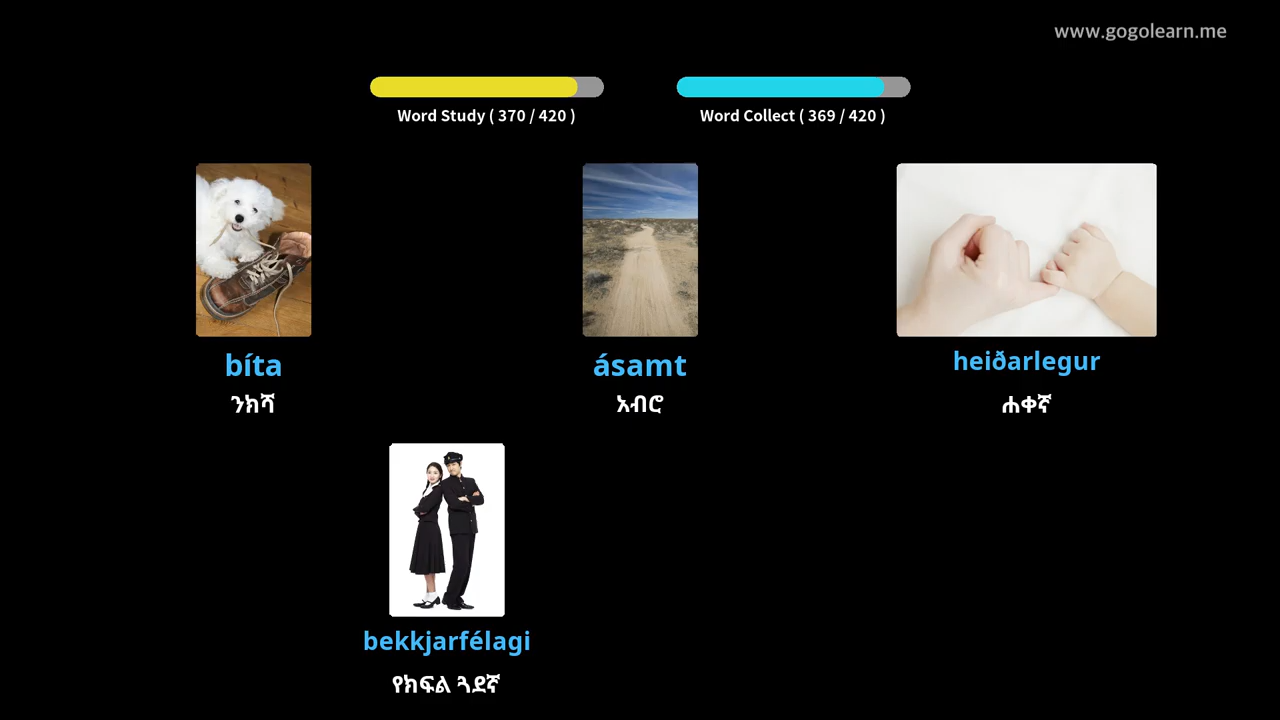 www.gogolearn.me
Word Study ( 370 / 420 )
Word Collect ( 369 / 420 )
bíta
ásamt
heiðarlegur
ንክሻ
አብሮ
ሐቀኛ
bekkjarfélagi
የክፍል ጓደኛ